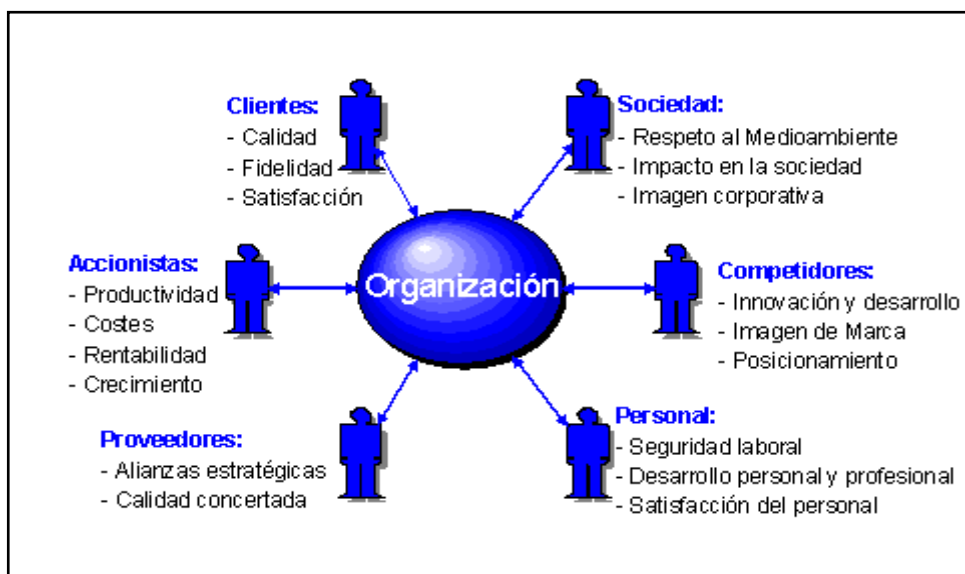 Clientes:
- Calidad
- Fidelidad
- Satisfacción
Sociedad:
- Respeto al Medioambiente
- Impacto en la sociedad
- Imagen corporativa
Accionistas:
- Productividad
- Costes
- Rentabilidad
- Crecimiento
Organización
Competidores:
- Innovación y desarrollo
- Imagen de Marca
- Posicionamiento
Proveedores:
- Alianzas estratégicas
- Calidad concertada
Personal:
- Seguridad laboral
- Desarrollo personal y profesional
- Satisfacción del personal